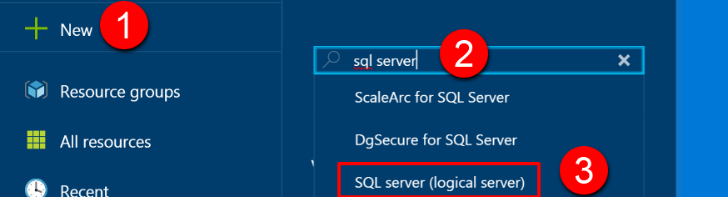 New
1
Resource groups
All resources
Recent
sql server
2
ScaleArc for SQL Server
DgSecure for SQL Server
SQL server (logical server)
3